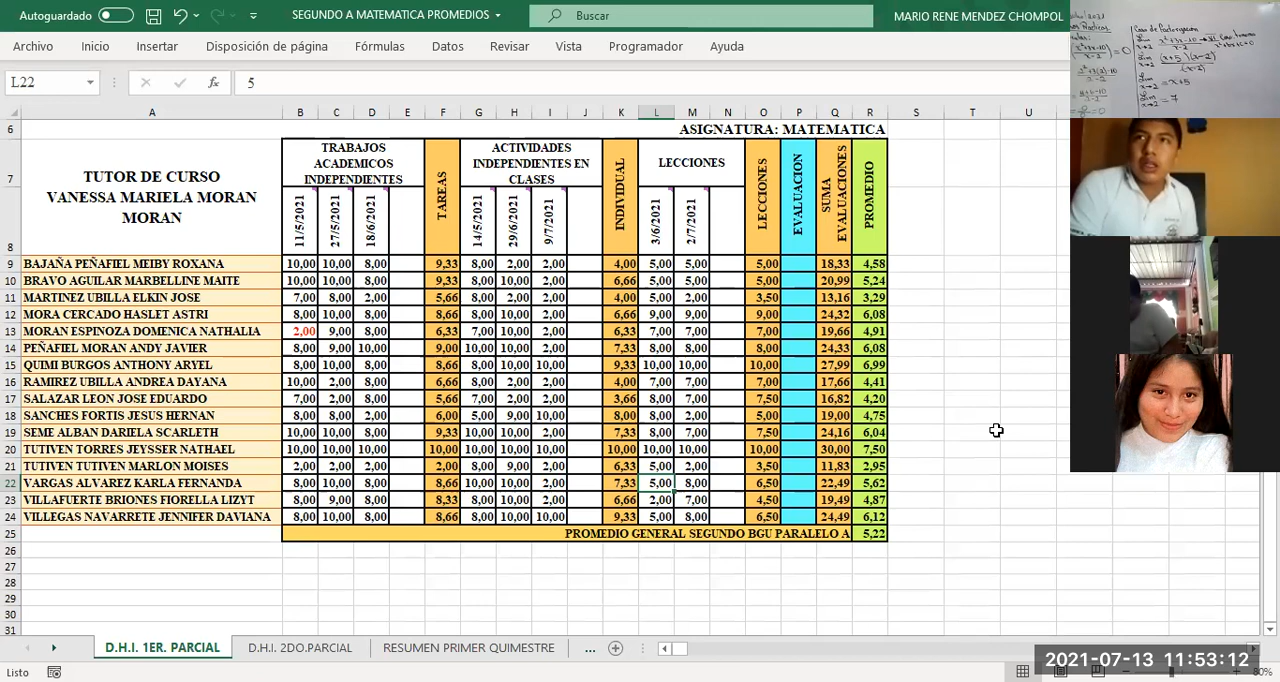 Autoguardado
SEGUNDO A MATEMATICA PROMEDIOS
Buscar
MARIO RENE MENDEZ CHOMPOL
Archivo Inicio Insertar Disposición de página Fórmulas Datos Revisar Vista Programador Ayuda
L22 fx 5
A B C D E F G H I J K L M N O P Q R S T U
6 ASIGNATURA: MATEMATICA
7
8
TUTOR DE CURSO
VANESSA MARIELA MORAN
MORAN
TRABAJOS
ACADEMICOS
INDEPENDIENTES
11/5/2021
27/5/2021
18/6/2021
TAREAS
ACTIVIDADES
INDEPENDIENTES EN
CLASES
14/5/2021
29/6/2021
9/7/2021
INDIVIDUAL
LECCIONES
3/6/2021
2/7/2021
LECCIONES
EVALUACION
SUMA
EVALUACIONES
PROMEDIO
9 BAJAÑA PEÑAFIEL MEIBY ROXANA 10,00 10,00 8,00 9,33 8,00 2,00 2,00 4,00 5,00 5,00 5,00 18,33 4,58
10 BRAVO AGUILAR MARBELLINE MAITE 10,00 10,00 8,00 9,33 8,00 10,00 2,00 6,66 5,00 5,00 5,00 20,99 5,24
11 MARTINEZ UBILLA ELKIN JOSE 7,00 8,00 2,00 5,66 8,00 2,00 2,00 4,00 5,00 2,00 3,50 13,16 3,29
12 MORA CERCADO HASLET ASTRI 8,00 10,00 8,00 8,66 8,00 10,00 2,00 6,66 9,00 9,00 9,00 24,32 6,08
13 MORAN ESPINOZA DOMENICA NATHALIA 2,00 9,00 8,00 6,33 7,00 10,00 2,00 6,33 7,00 7,00 7,00 19,66 4,91
14 PEÑAFIEL MORAN ANDY JAVIER 8,00 9,00 10,00 9,00 10,00 10,00 2,00 7,33 8,00 8,00 8,00 24,33 6,08
15 QUIMI BURGOS ANTHONY ARYEL 8,00 10,00 8,00 8,66 8,00 10,00 10,00 9,33 10,00 10,00 10,00 27,99 6,99
16 RAMIREZ UBILLA ANDREA DAYANA 10,00 2,00 8,00 6,66 8,00 2,00 2,00 4,00 7,00 7,00 7,00 17,66 4,41
17 SALAZAR LEON JOSE EDUARDO 7,00 2,00 8,00 5,66 7,00 2,00 2,00 3,66 8,00 7,00 7,50 16,82 4,20
18 SANCHES FORTIS JESUS HERNAN 8,00 8,00 2,00 6,00 5,00 9,00 10,00 8,00 8,00 2,00 5,00 19,00 4,75
19 SEME ALBAN DARIELA SCARLETH 10,00 10,00 8,00 9,33 10,00 10,00 2,00 7,33 8,00 7,00 7,50 24,16 6,04
20 TUTIVEN TORRES JEYSSER NATHAEL 10,00 10,00 10,00 10,00 10,00 10,00 10,00 10,00 10,00 10,00 10,00 30,00 7,50
21 TUTIVEN TUTIVEN MARLON MOISES 2,00 2,00 2,00 2,00 8,00 9,00 2,00 6,33 5,00 2,00 3,50 11,83 2,95
22 VARGAS ALVAREZ KARLA FERNANDA 8,00 10,00 8,00 8,66 10,00 10,00 2,00 7,33 5,00 8,00 6,50 22,49 5,62
23 VILLAFUERTE BRIONES FIORELLA LIZYT 8,00 9,00 8,00 8,33 8,00 10,00 2,00 6,66 2,00 7,00 4,50 19,49 4,87
24 VILLEGAS NAVARRETE JENNIFER DAVIANA 8,00 10,00 8,00 8,66 8,00 10,00 10,00 9,33 5,00 8,00 6,50 24,49 6,12
25 PROMEDIO GENERAL SEGUNDO BGU PARALELO A 5,22
26
27
28
29
30
31
D.H.I. 1ER. PARCIAL D.H.I. 2DO.PARCIAL RESUMEN PRIMER QUIMESTRE ...
Listo
2021-07-13 11:53:12
80%